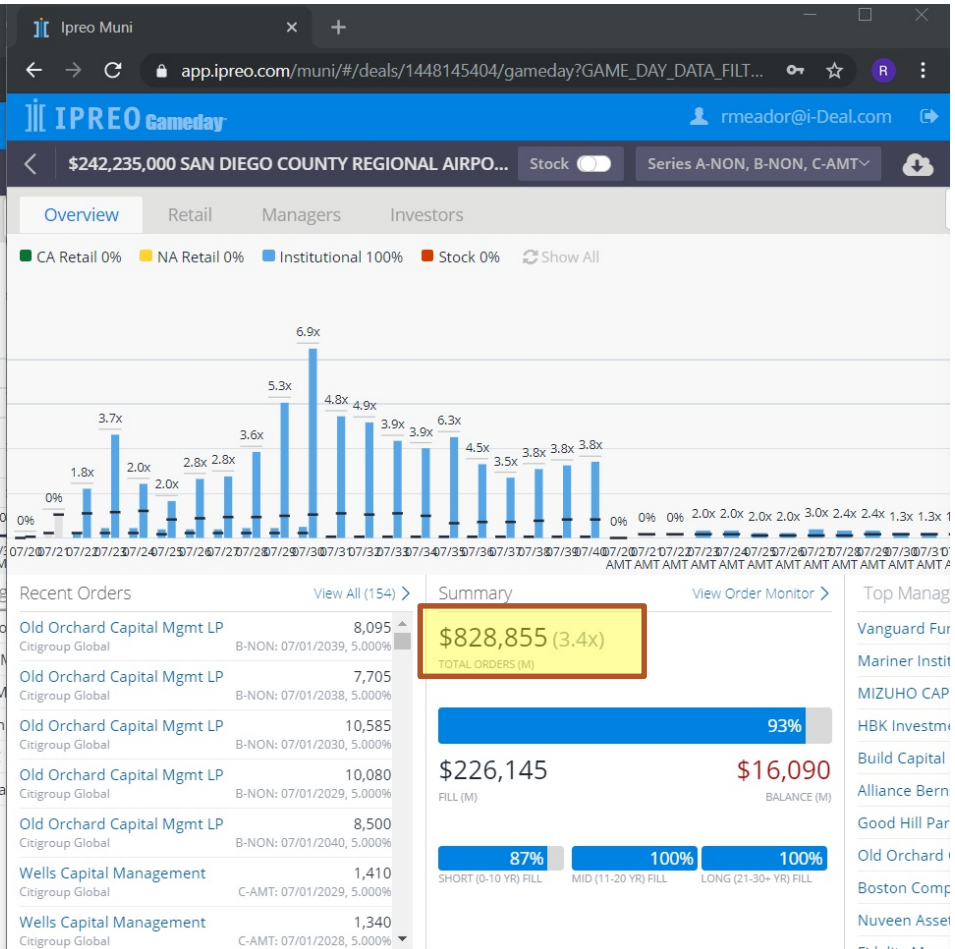 Ipreo Muni
app.ipreo.com/muni/#/deals/1448145404/gameday?GAME_DAY_DATA_FILT...
R
IPREO Gameday
rmeador@i-Deal.com
$242,235,000 SAN DIEGO COUNTY REGIONAL AIRPO... Stock Series A-NON, B-NON, C-AMT
Overview Retail Managers Investors
CA Retail 0% NA Retail 0% Institutional 100% Stock 0% Show All
6.9x
5.3x
4.8x 4.9x
3.7x 3.6x 3.9x 3.9x 6.3x
1.8x 2.0x 2.8x 2.8x 4.5x 3.5x 3.8x 3.8x 3.8x
0% 2.0x
0% 0% 0% 0% 2.0x 2.0x 2.0x 2.0x 3.0x 2.4x 2.4x 1.3x 1.3x
07/20 07/21 07/22 07/23 07/24 07/25 07/26 07/27 07/28 07/29 07/30 07/31 07/32 07/33 07/34 07/35 07/36 07/37 07/38 07/39 07/40 07/20 07/21 07/22 07/23 07/24 07/25 07/26 07/27 07/28 07/29 07/30 07/31
AMT AMT AMT AMT AMT AMT AMT AMT AMT AMT AMT AMT
Recent Orders View All (154)
Old Orchard Capital Mgmt LP 8,095
Citigroup Global B-NON: 07/01/2039, 5.000%
Old Orchard Capital Mgmt LP 7,705
Citigroup Global B-NON: 07/01/2038, 5.000%
Old Orchard Capital Mgmt LP 10,585
Citigroup Global B-NON: 07/01/2030, 5.000%
Old Orchard Capital Mgmt LP 10,080
Citigroup Global B-NON: 07/01/2029, 5.000%
Old Orchard Capital Mgmt LP 8,500
Citigroup Global B-NON: 07/01/2040, 5.000%
Wells Capital Management 1,410
Citigroup Global C-AMT: 07/01/2029, 5.000%
Wells Capital Management 1,340
Citigroup Global C-AMT: 07/01/2028, 5.000%
Summary View Order Monitor
$828,855 (3.4x)
TOTAL ORDERS (M)
93%
$226,145 $16,090
FILL (M) BALANCE (M)
87% 100% 100%
SHORT (0-10 YR) FILL MID (11-20 YR) FILL LONG (21-30+ YR) FILL
Top Manag
Vanguard Fun
Mariner Instit
MIZUHO CAP
HBK Investme
Build Capital
Alliance Bern
Good Hill Par
Old Orchard
Boston Comp
Nuveen Asset